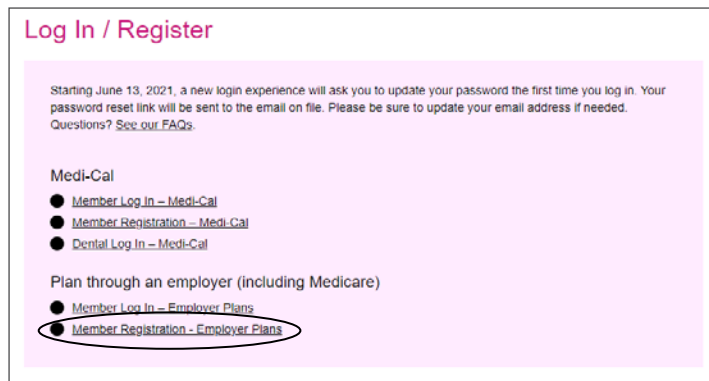 Log In / Register
Starting June 13, 2021, a new login experience will ask you to update your password the first time you log in. Your
password reset link will be sent to the email on file. Please be sure to update your email address if needed.
Questions? See our FAQs.
Medi-Cal
Member Log In – Medi-Cal
Member Registration – Medi-Cal
Dental Log In – Medi-Cal
Plan through an employer (including Medicare)
Member Log In – Employer Plans
Member Registration - Employer Plans